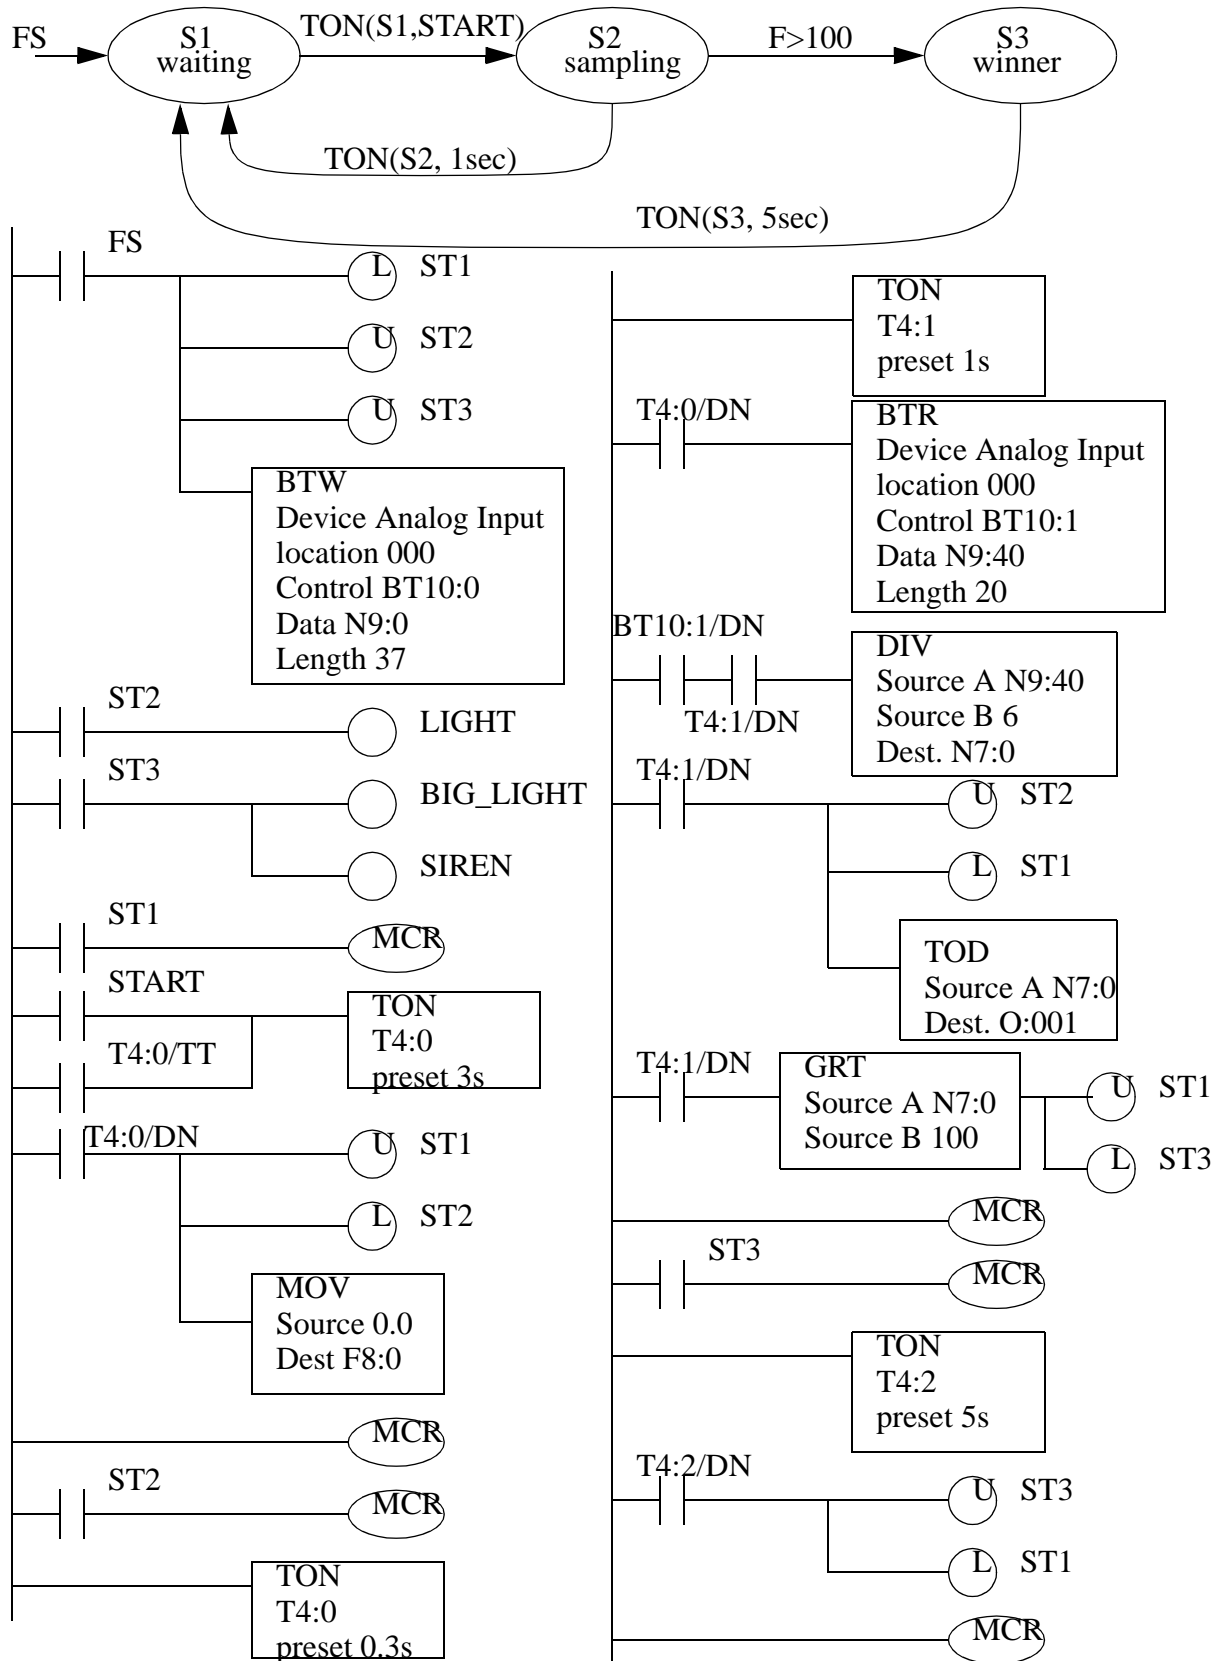 FS
S1
waiting
TON(S1,START)
S2
sampling
F>100
S3
winner
TON(S2, 1sec)
TON(S3, 5sec)
FS
L ST1
U ST2
U ST3
BTW
Device Analog Input
location 000
Control BT10:0
Data N9:0
Length 37
ST2
LIGHT
ST3
BIG_LIGHT
SIREN
ST1
MCR
START
TON
T4:0
preset 3s
T4:0/TT
T4:0/DN
U ST1
L ST2
MOV
Source 0.0
Dest F8:0
MCR
ST2
MCR
TON
T4:0
preset 0.3s
TON
T4:1
preset 1s
T4:0/DN
BTR
Device Analog Input
location 000
Control BT10:1
Data N9:40
Length 20
BT10:1/DN
T4:1/DN
DIV
Source A N9:40
Source B 6
Dest. N7:0
T4:1/DN
U ST2
L ST1
TOD
Source A N7:0
Dest. O:001
T4:1/DN
GRT
Source A N7:0
Source B 100
U ST1
L ST3
MCR
ST3
MCR
TON
T4:2
preset 5s
T4:2/DN
U ST3
L ST1
MCR